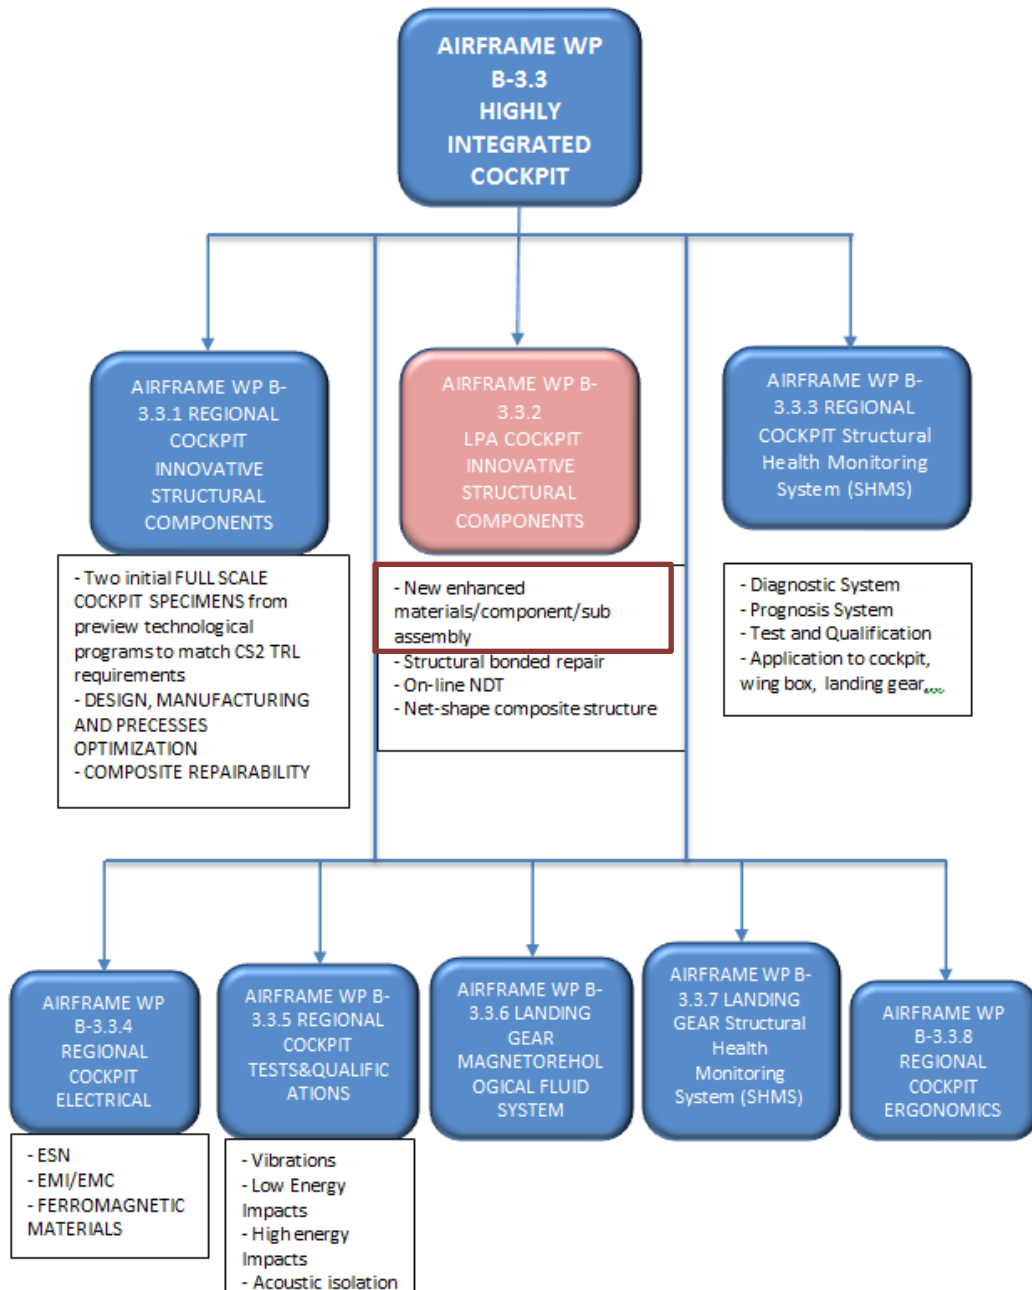 AIRFRAME WP
B-3.3
HIGHLY
INTEGRATED
COCKPIT
AIRFRAME WP B-
3.3.1 REGIONAL
COCKPIT
INNOVATIVE
STRUCTURAL
COMPONENTS
- Two initial FULL SCALE
COCKPIT SPECIMENS from
preview technological
programs to match CS2 TRL
requirements
- DESIGN, MANUFACTURING
AND PRECESSES
OPTIMIZATION
- COMPOSITE REPAIRABILITY
AIRFRAME WP B-
3.3.2
LPA COCKPIT
INNOVATIVE
STRUCTURAL
COMPONENTS
- New enhanced
materials/component/sub
assembly
- Structural bonded repair
- On-line NDT
- Net-shape composite structure
AIRFRAME WP B-
3.3.3 REGIONAL
COCKPIT Structural
Health Monitoring
System (SHMS)
- Diagnostic System
- Prognosis System
- Test and Qualification
- Application to cockpit,
wing box, landing gear
AIRFRAME WP
B-3.3.4
REGIONAL
COCKPIT
ELECTRICAL
- ESN
- EMI/EMC
- FERROMAGNETIC
MATERIALS
AIRFRAME WP B-
3.3.5 REGIONAL
COCKPIT
TESTS&QUALIFIC
ATIONS
- Vibrations
- Low Energy
Impacts
- High energy
Impacts
- Acoustic isolation
AIRFRAME WP B-
3.3.6 LANDING
GEAR
MAGNETOREHOL
OGICAL FLUID
SYSTEM
AIRFRAME WP B-
3.3.7 LANDING
GEAR Structural
Health
Monitoring
System (SHMS)
AIRFRAME WP
B-3.3.8
REGIONAL
COCKPIT
ERGONOMICS